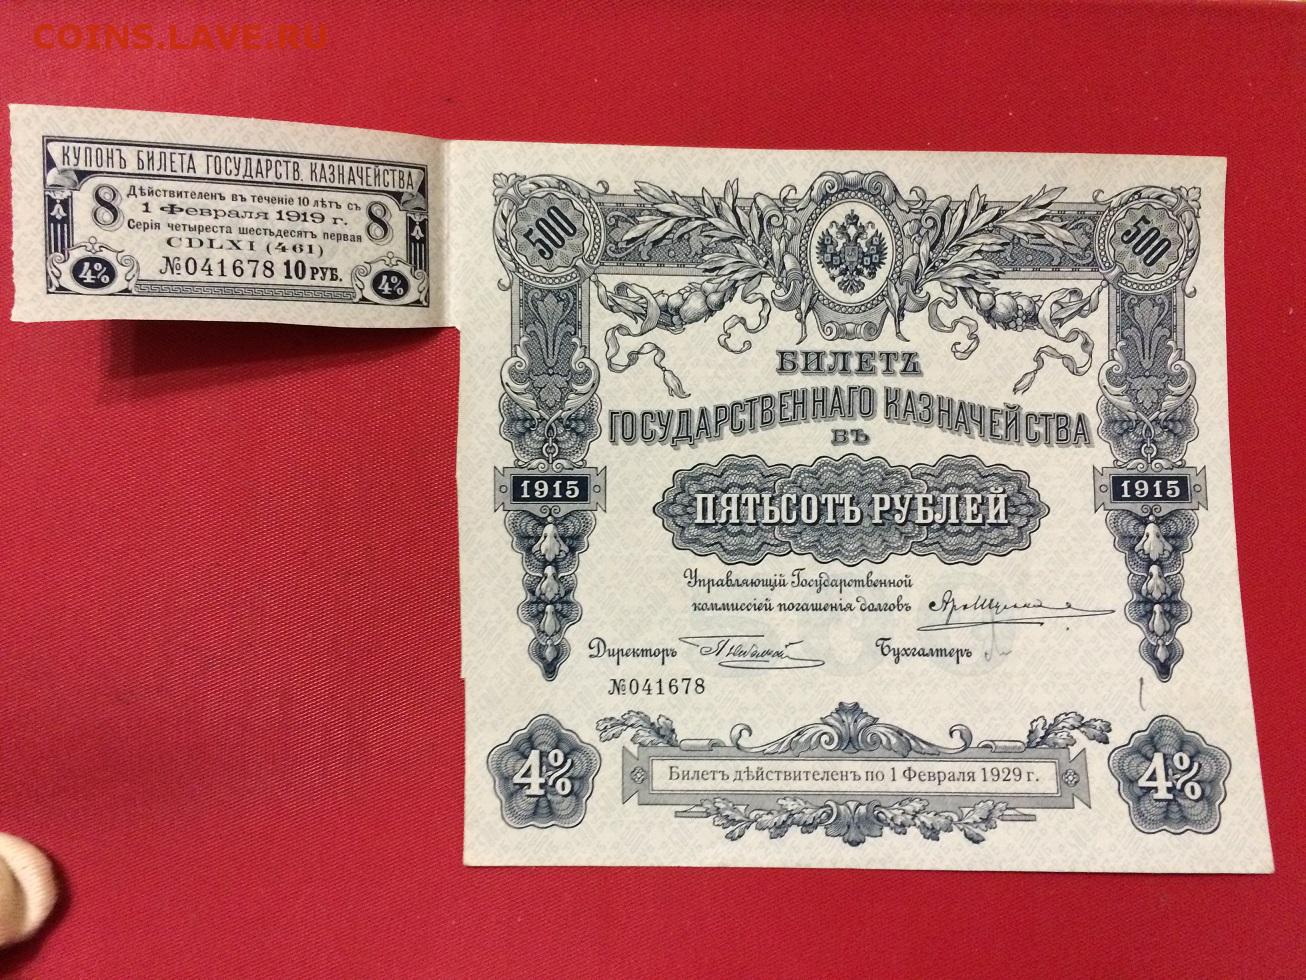 COINS.LAVE.RU
КУПОНЪ БИЛЕТА ГОСУДАРСТВ. КАЗНАЧЕЙСТВА
8 Дѣйствителенъ въ теченіе 10 лѣтъ съ 8
1 Февраля 1919 г.
Серія четыреста шестьдесятъ первая
CDLXI (461)
№041678 10 РУБ.
4% 4%
500 500
БИЛЕТЪ
ГОСУДАРСТВЕННАГО КАЗНАЧЕЙСТВА
ВЪ
1915 1915
ПЯТЬСОТЪ РУБЛЕЙ
Управляющій Государственной
коммиссіей погашенія долговъ
Директоръ Бухгалтеръ
№041678
4% 4%
Билетъ дѣйствителенъ по 1 Февраля 1929 г.